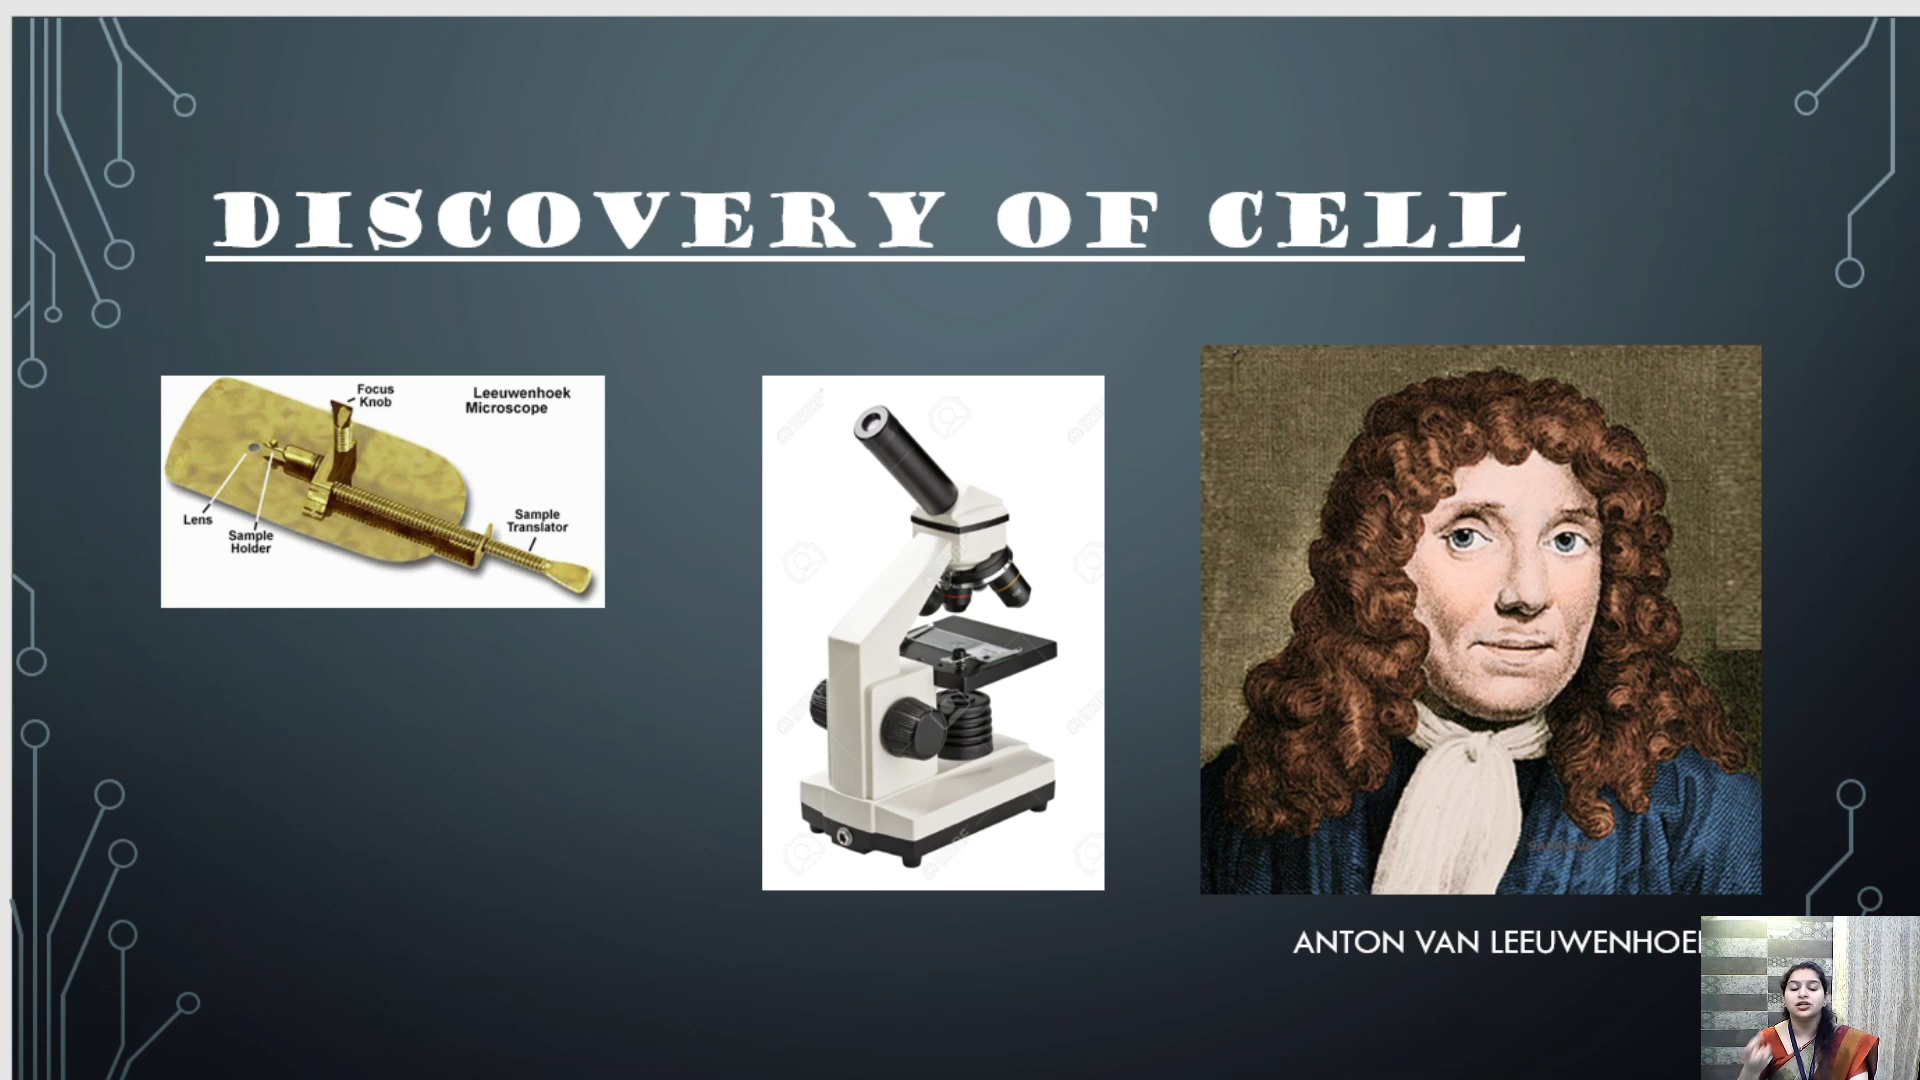 DISCOVERY OF CELL
Focus
Knob
Leeuwenhoek
Microscope
Lens
Sample
Holder
Sample
Translator
ANTON VAN LEEUWENHOE